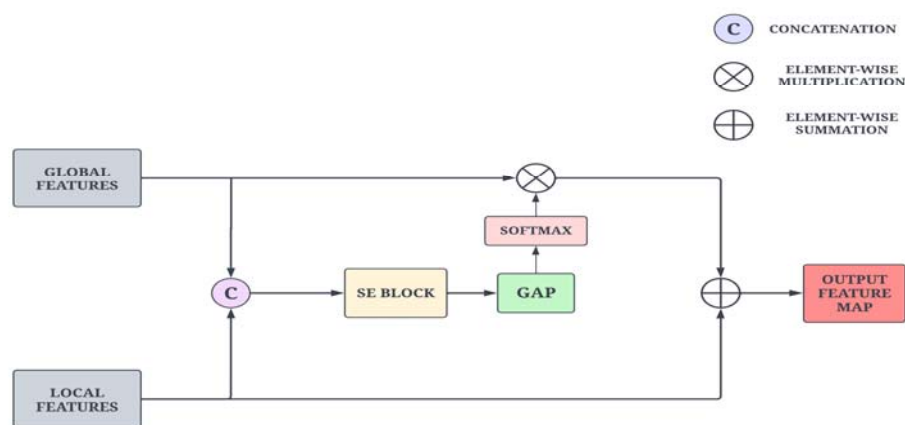 C
CONCATENATION
ELEMENT-WISE
MULTIPLICATION
ELEMENT-WISE
SUMMATION
GLOBAL
FEATURES
SOFTMAX
C
SE BLOCK
GAP
OUTPUT
FEATURE
MAP
LOCAL
FEATURES